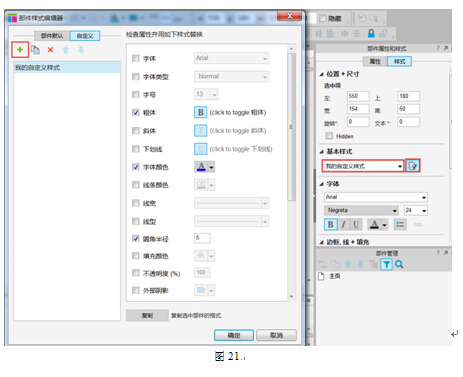 部件样式编辑器
部件默认 自定义
我的自定义样式
检查属性并用如下样式替换
字体 Arial
字体类型 Normal
字号 13
粗体 B (click to toggle 粗体)
斜体 I (click to toggle 斜体)
下划线 U (click to toggle 下划线)
字体颜色 A
线条颜色
线宽
线型
圆角半径 5
填充颜色
不透明度 (%) 100
外部阴影
复制 复制选中部件的格式.
确定 取消
隐藏
部件属性和样式
属性 样式
位置 + 尺寸
选中项
左: 550 上: 180
宽: 154 高: 50
旋转°: 0 文本 °: 0
Hidden
基本样式
我的自定义样式
字体
Arial
Negreta 24
B I U A
边框, 线 + 填充
部件管理
主页
图 21.